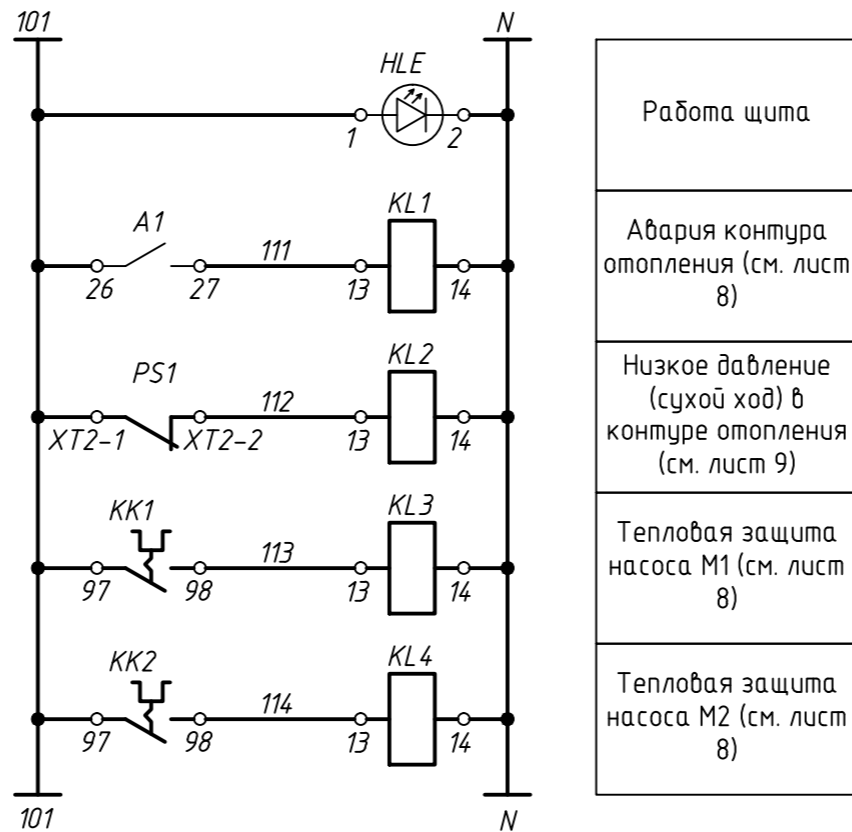 101
N
HLE
1
2
Работа щита
A1
KL1
26
27
111
13
14
Авария контура
отопления (см. лист
8)
PS1
KL2
XT2-1
XT2-2
112
13
14
Низкое давление
(сухой ход) в
контуре отопления
(см. лист 9)
KK1
KL3
97
98
113
13
14
Тепловая защита
насоса М1 (см. лист
8)
KK2
KL4
97
98
114
13
14
Тепловая защита
насоса М2 (см. лист
8)
101
N